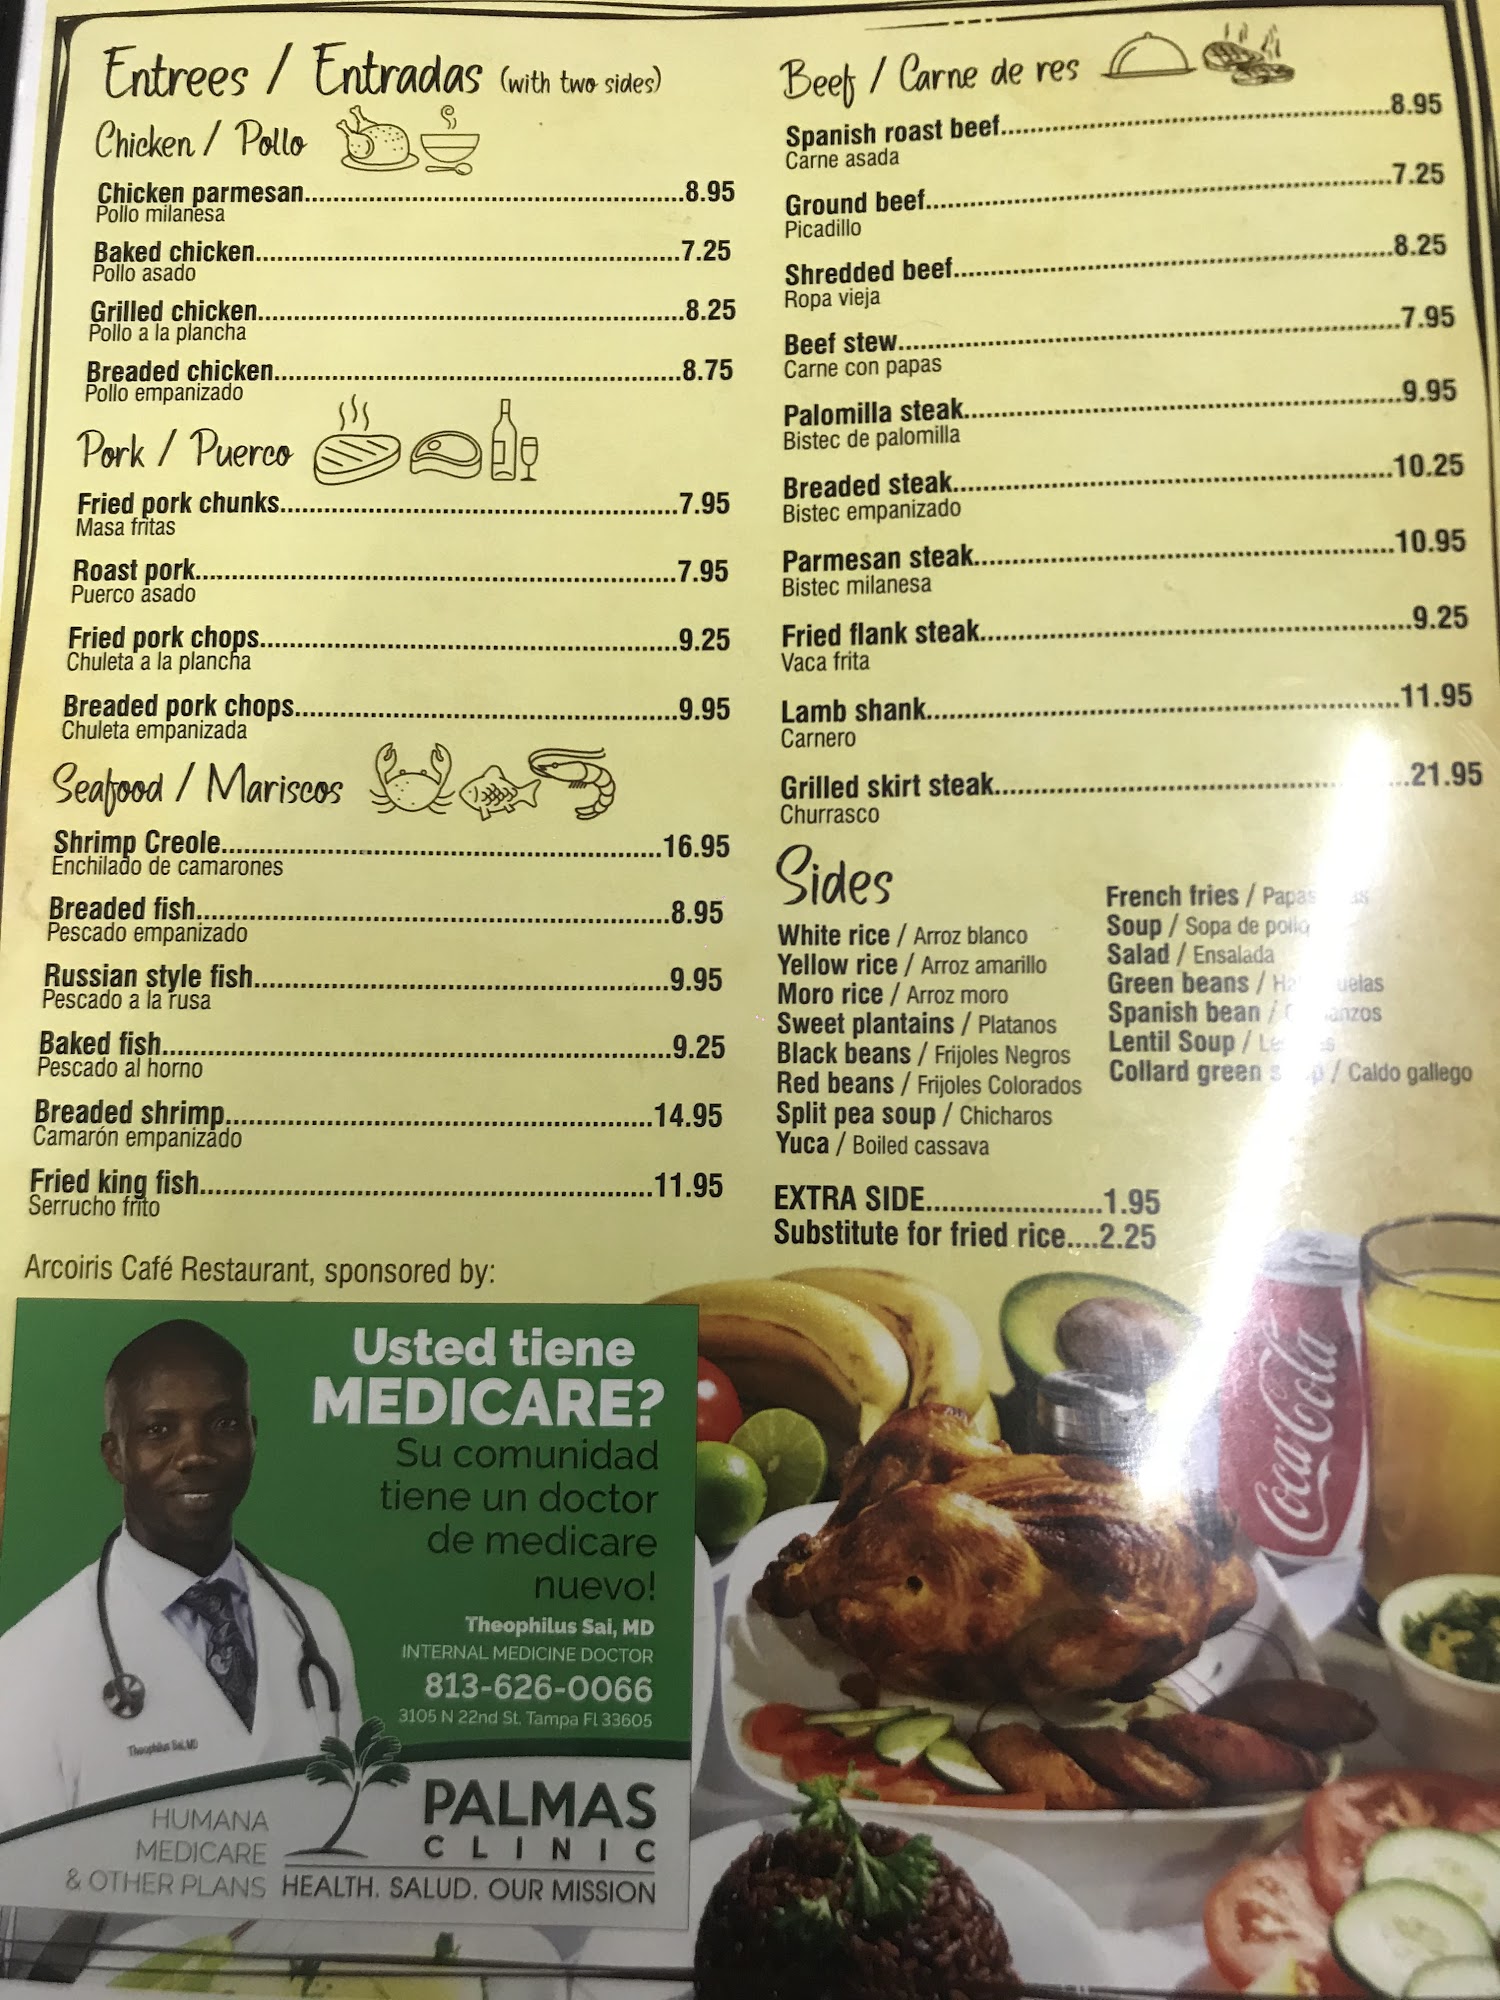 Entrees / Entradas (with two sides)
Chicken / Pollo
Chicken parmesan........8.95
Pollo milanesa
Baked chicken........7.25
Pollo asado
Grilled chicken........8.25
Pollo a la plancha
Breaded chicken........8.75
Pollo empanizado
Pork / Puerco
Fried pork chunks........7.95
Masa fritas
Roast pork........7.95
Puerco asado
Fried pork chops........9.25
Chuleta a la plancha
Breaded pork chops........9.95
Chuleta empanizada
Seafood / Mariscos
Shrimp Creole........16.95
Enchilado de camarones
Breaded fish........8.95
Pescado empanizado
Russian style fish........9.95
Pescado a la rusa
Baked fish........9.25
Pescado al horno
Breaded shrimp........14.95
Camarón empanizado
Fried king fish........11.95
Serrucho frito
Beef / Carne de res
Spanish roast beef........8.95
Carne asada
Ground beef........7.25
Picadillo
Shredded beef........8.25
Ropa vieja
Beef stew........7.95
Carne con papas
Palomilla steak........9.95
Bistec de palomilla
Breaded steak........10.25
Bistec empanizado
Parmesan steak........10.95
Bistec milanesa
Fried flank steak........9.25
Vaca frita
Lamb shank........11.95
Carnero
Grilled skirt steak........21.95
Churrasco
Sides
White rice / Arroz blanco
Yellow rice / Arroz amarillo
Moro rice / Arroz moro
Sweet plantains / Platanos
Black beans / Frijoles Negros
Red beans / Frijoles Colorados
Split pea soup / Chicharos
Yuca / Boiled cassava
French fries / Papas
Soup / Sopa de pollo
Salad / Ensalada
Green beans /
Spanish bean /
Lentil Soup /
Collard green / Caldo gallego
EXTRA SIDE........1.95
Substitute for fried rice....2.25
Arcoiris Café Restaurant, sponsored by:
Usted tiene
MEDICARE?
Su comunidad
tiene un doctor
de medicare
nuevo!
Theophilus Sai, MD
INTERNAL MEDICINE DOCTOR
813-626-0066
3105 N 22nd St, Tampa Fl 33605
Theophilus Sai, MD
HUMANA
MEDICARE
& OTHER PLANS
PALMAS
CLINIC
HEALTH. SALUD. OUR MISSION
Coca-Cola